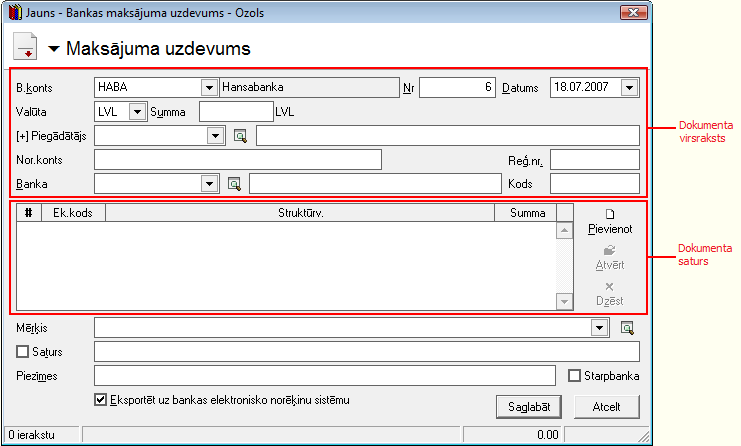 Jauns - Bankas maksājuma uzdevums - Ozols
Maksājuma uzdevums
B.konts HABA Hansabanka Nr 6 Datums 18.07.2007
Valūta LVL Summa LVL
[+] Piegādātājs
Nor.konts Reģ.nr.
Banka Kods
Dokumenta
virsraksts
# Ek.kods Struktūrv. Summa
Pievienot
Atvērt
Dzēst
Dokumenta
saturs
Mērķis
Saturs
Piezīmes Starpbanka
Eksportēt uz bankas elektronisko norēķinu sistēmu
Saglabāt Atcelt
0 ierakstu 0.00